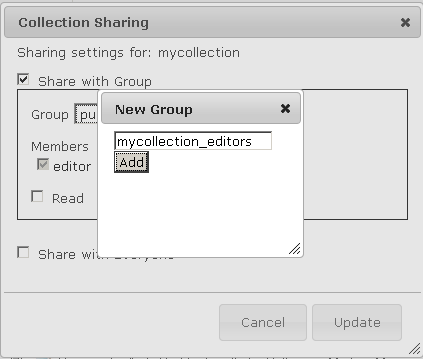 Collection Sharing
Sharing settings for: mycollection
Share with Group
Group pu
New Group
mycollection_editors
Add
Members
editor
Read
Share with Everyone
Cancel
Update